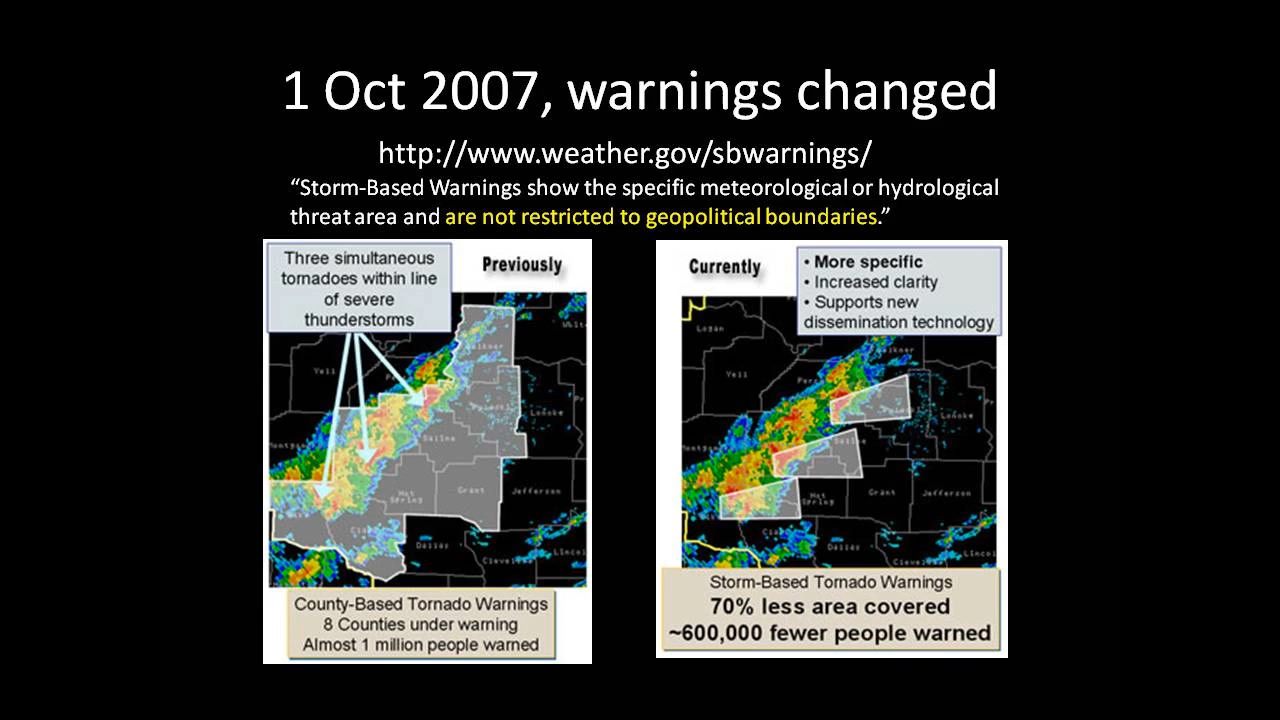 1 Oct 2007, warnings changed
http://www.weather.gov/sbwarnings/
“Storm-Based Warnings show the specific meteorological or hydrological
threat area and are not restricted to geopolitical boundaries.”
Three simultaneous
tornadoes within line
of severe
thunderstorms
Previously
Yell
Saline
Lonoke
Hot
Spring
Grant
Jefferson
Dallas
County-Based Tornado Warnings
8 Counties under warning
Almost 1 million people warned
Currently
• More specific
• Increased clarity
• Supports new
dissemination technology
Logan
Yell
Lonoke
Hot
Spring
Grant
Jefferson
Dallas
Storm-Based Tornado Warnings
70% less area covered
~600,000 fewer people warned